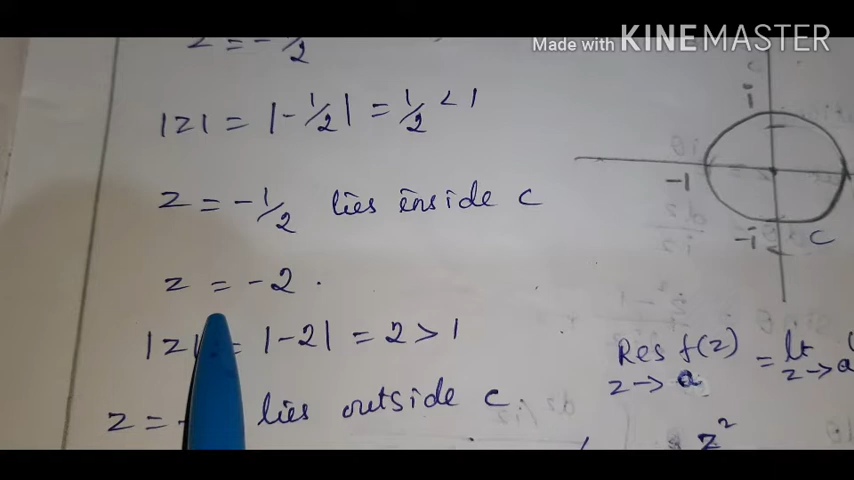 Made with KINEMASTER
z = -1/2
|z| = |-1/2| = 1/2 < 1
z = -1/2 lies inside c
z = -2.
|z| = |-2| = 2 > 1
z = - lies outside c.
i
-1
-i
c
Res f(z) = lt
z→a z→a
z²